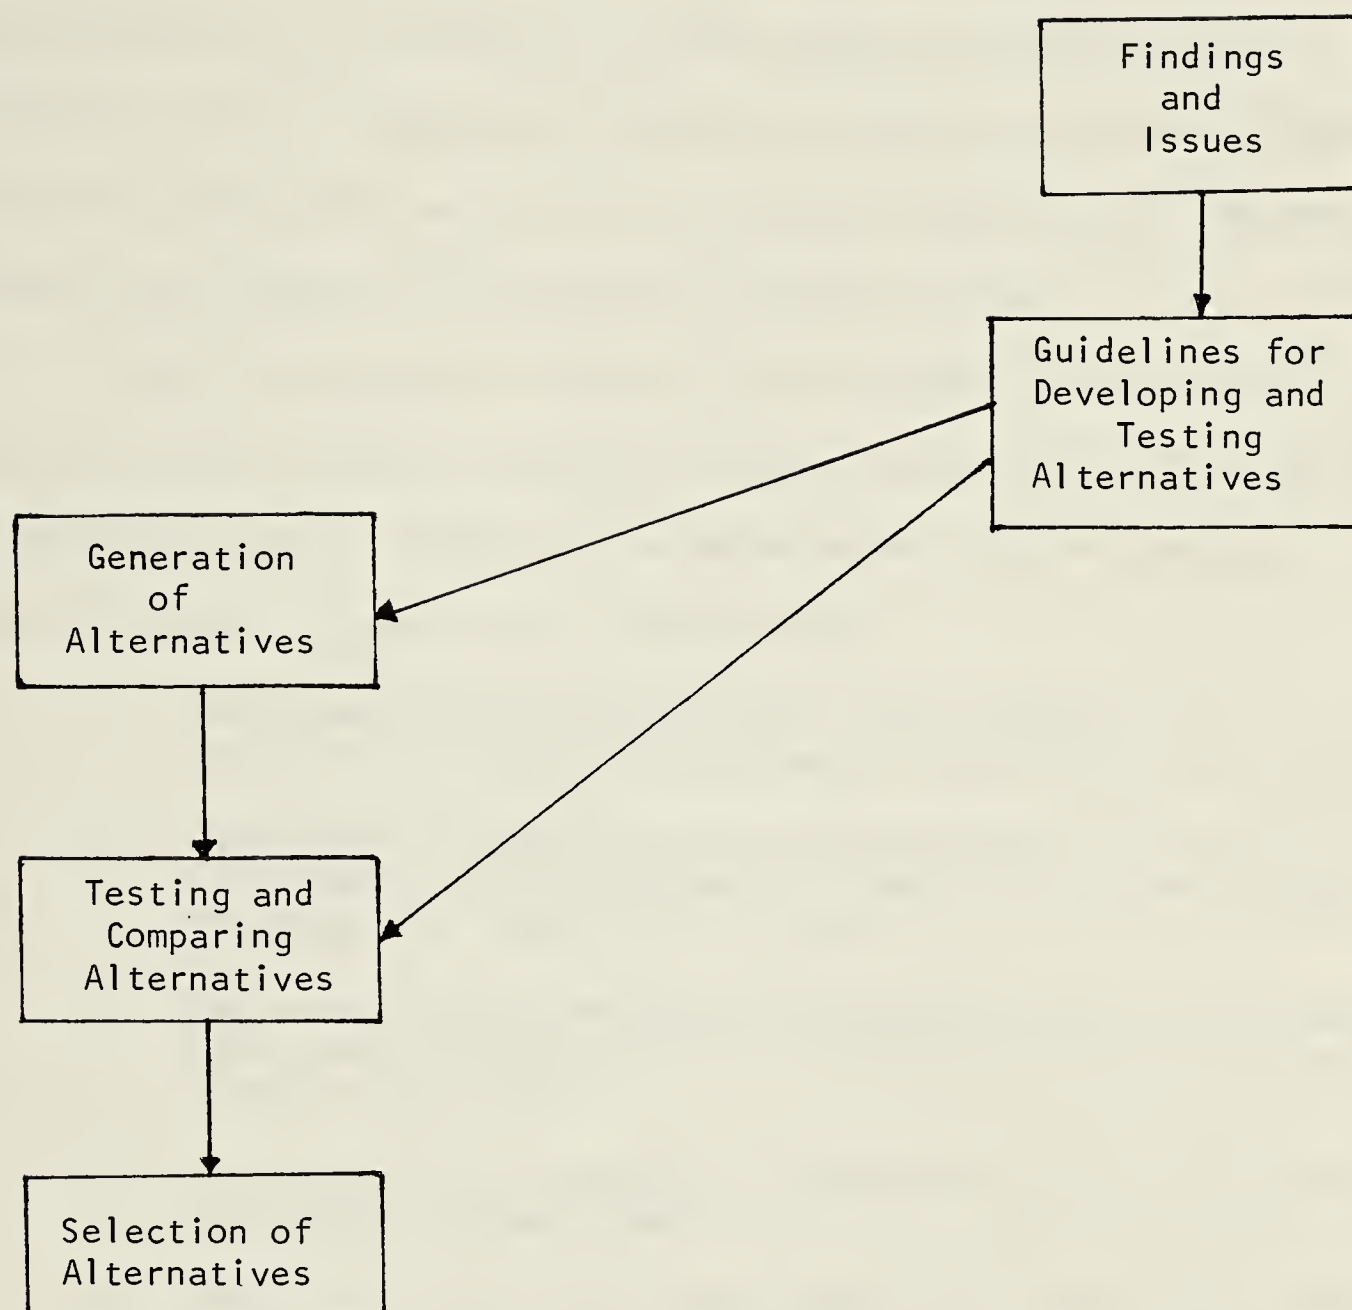 Findings
and
Issues
Guidelines for
Developing and
Testing
Alternatives
Generation
of
Alternatives
Testing and
Comparing
Alternatives
Selection of
Alternatives